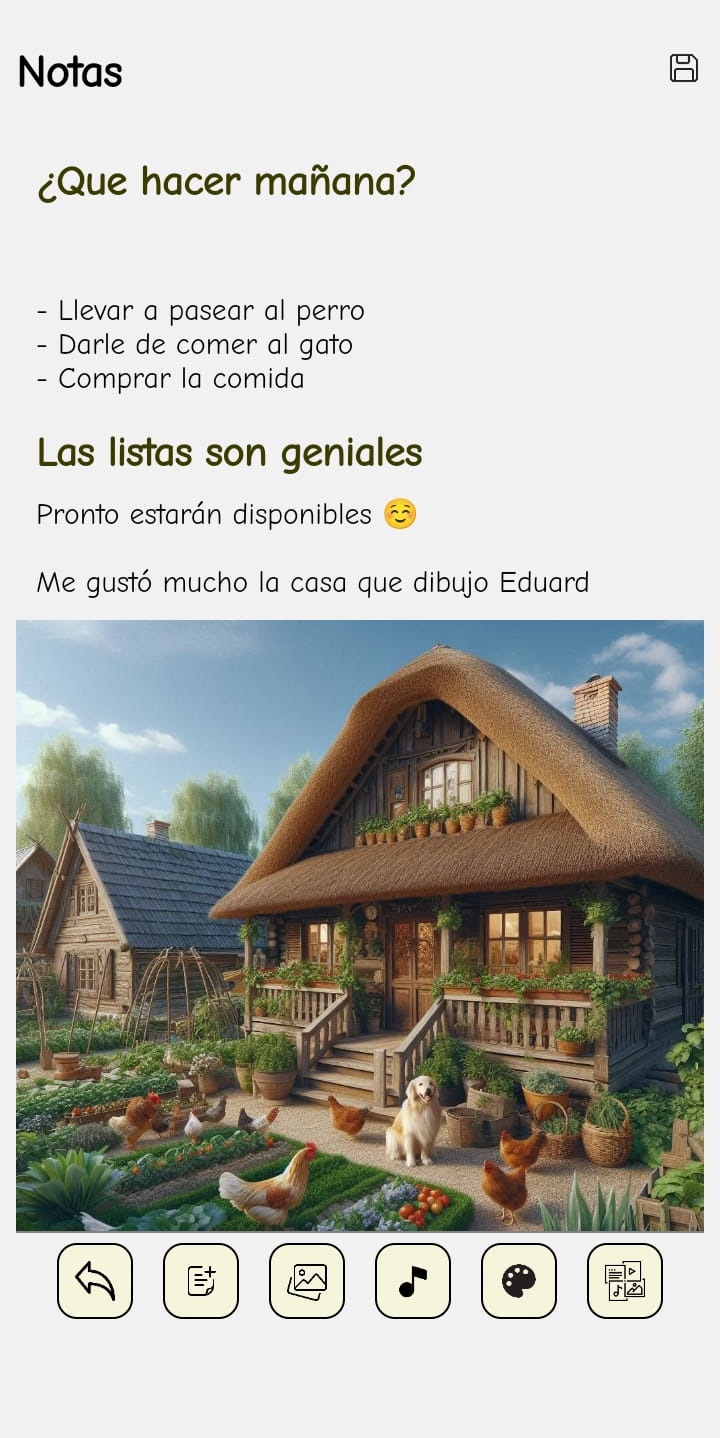 Notas
¿Que hacer mañana?
- Llevar a pasear al perro
- Darle de comer al gato
- Comprar la comida
Las listas son geniales
Pronto estarán disponibles ☺️
Me gustó mucho la casa que dibujo Eduard